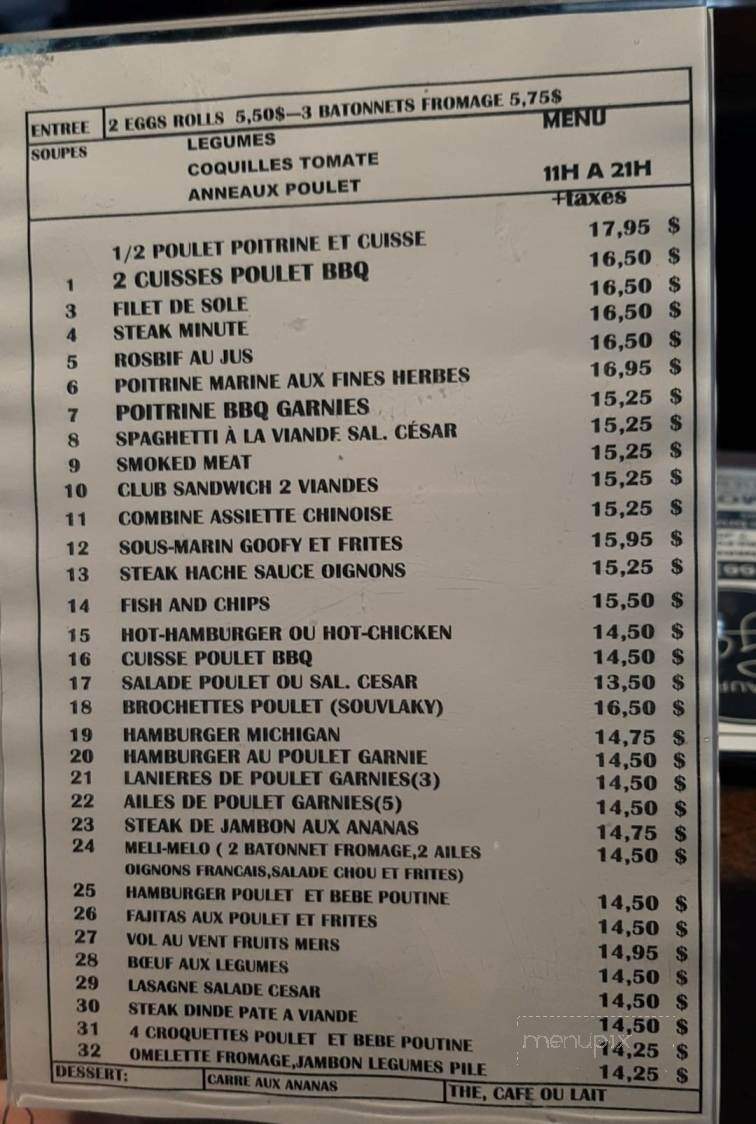 ENTREE 2 EGGS ROLLS 5,50$—3 BATONNETS FROMAGE 5,75$
SOUPES LEGUMES MENU
COQUILLES TOMATE
ANNEAUX POULET 11H A 21H
+taxes
1/2 POULET POITRINE ET CUISSE 17,95 $
1 2 CUISSES POULET BBQ 16,50 $
3 FILET DE SOLE 16,50 $
4 STEAK MINUTE 16,50 $
5 ROSBIF AU JUS 16,50 $
6 POITRINE MARINE AUX FINES HERBES 16,95 $
7 POITRINE BBQ GARNIES 15,25 $
8 SPAGHETTI À LA VIANDE SAL. CÉSAR 15,25 $
9 SMOKED MEAT 15,25 $
10 CLUB SANDWICH 2 VIANDES 15,25 $
11 COMBINE ASSIETTE CHINOISE 15,25 $
12 SOUS-MARIN GOOFY ET FRITES 15,95 $
13 STEAK HACHE SAUCE OIGNONS 15,25 $
14 FISH AND CHIPS 15,50 $
15 HOT-HAMBURGER OU HOT-CHICKEN 14,50 $
16 CUISSE POULET BBQ 14,50 $
17 SALADE POULET OU SAL. CESAR 13,50 $
18 BROCHETTES POULET (SOUVLAKY) 16,50 $
19 HAMBURGER MICHIGAN 14,75 $
20 HAMBURGER AU POULET GARNIE 14,50 $
21 LANIERES DE POULET GARNIES(3) 14,50 $
22 AILES DE POULET GARNIES(5) 14,50 $
23 STEAK DE JAMBON AUX ANANAS 14,75 $
24 MELI-MELO ( 2 BATONNET FROMAGE,2 AILES 14,50 $
OIGNONS FRANCAIS,SALADE CHOU ET FRITES)
25 HAMBURGER POULET ET BEBE POUTINE 14,50 $
26 FAJITAS AUX POULET ET FRITES 14,50 $
27 VOL AU VENT FRUITS MERS 14,95 $
28 BŒUF AUX LEGUMES 14,50 $
29 LASAGNE SALADE CESAR 14,50 $
30 STEAK DINDE PATE A VIANDE 14,50 $
31 4 CROQUETTES POULET ET BEBE POUTINE 14,25 $
32 OMELETTE FROMAGE,JAMBON LEGUMES PILE 14,25 $
DESSERT: CARRE AUX ANANAS THE, CAFE OU LAIT
menupix